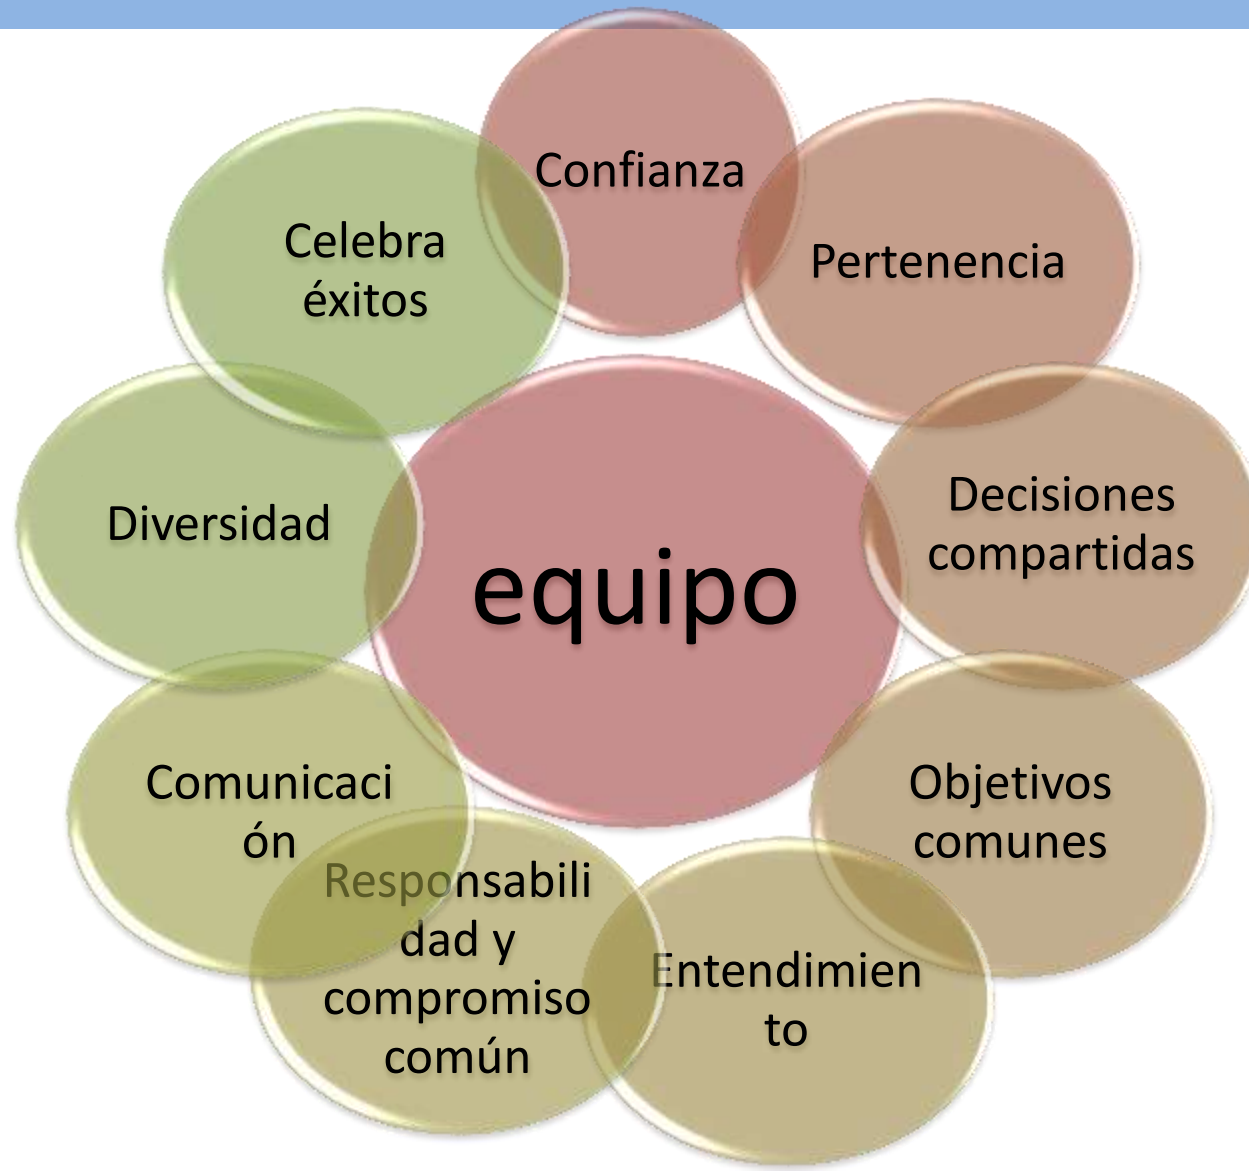 Confianza
Pertenencia
Decisiones
compartidas
Objetivos
comunes
Entendimien
to
Responsabili
dad y
compromiso
común
Comunicaci
ón
Diversidad
Celebra
éxitos
equipo